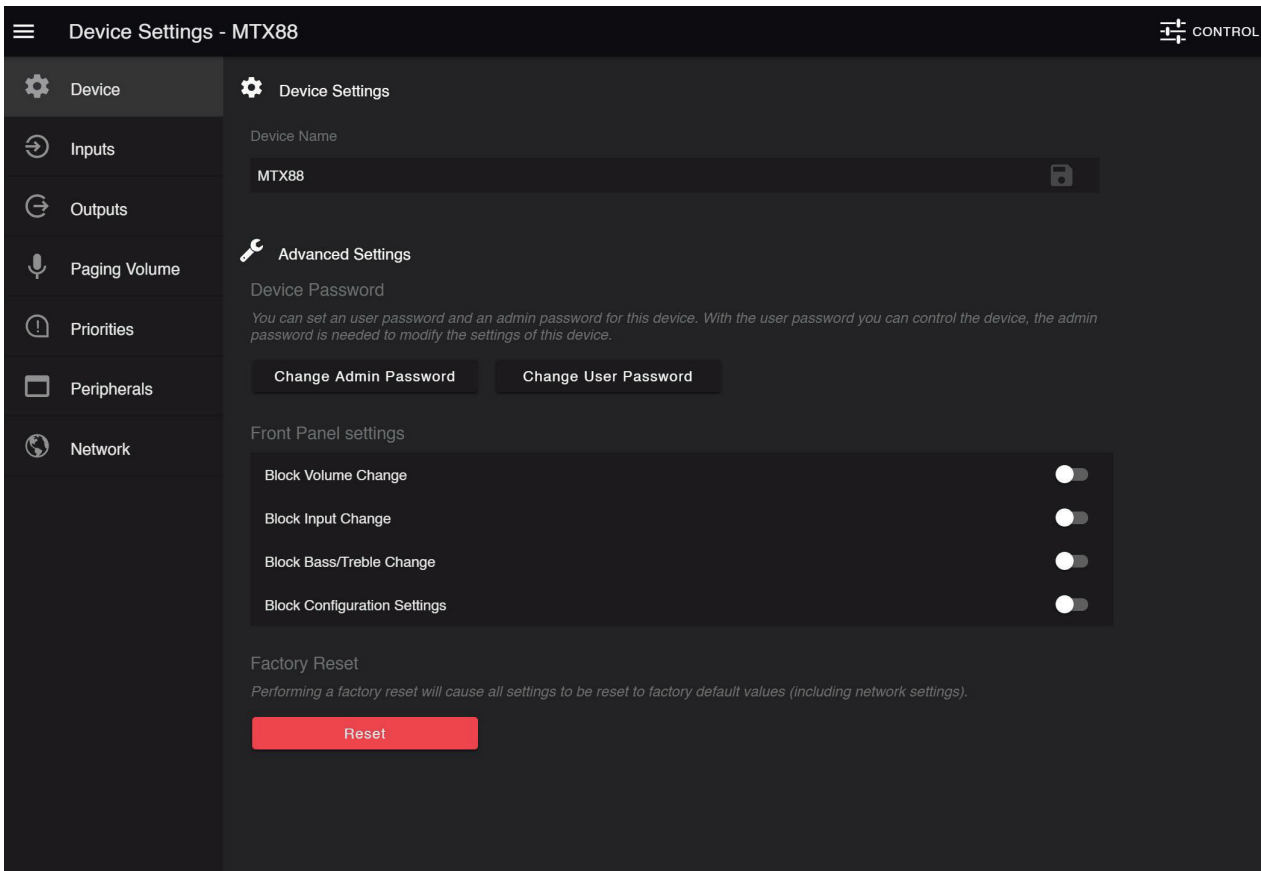 Device Settings - MTX88
CONTROL
Device
Inputs
Outputs
Paging Volume
Priorities
Peripherals
Network
Device Settings
Device Name
MTX88
Advanced Settings
Device Password
You can set an user password and an admin password for this device. With the user password you can control the device, the admin
password is needed to modify the settings of this device.
Change Admin Password
Change User Password
Front Panel settings
Block Volume Change
Block Input Change
Block Bass/Treble Change
Block Configuration Settings
Factory Reset
Performing a factory reset will cause all settings to be reset to factory default values (including network settings).
Reset